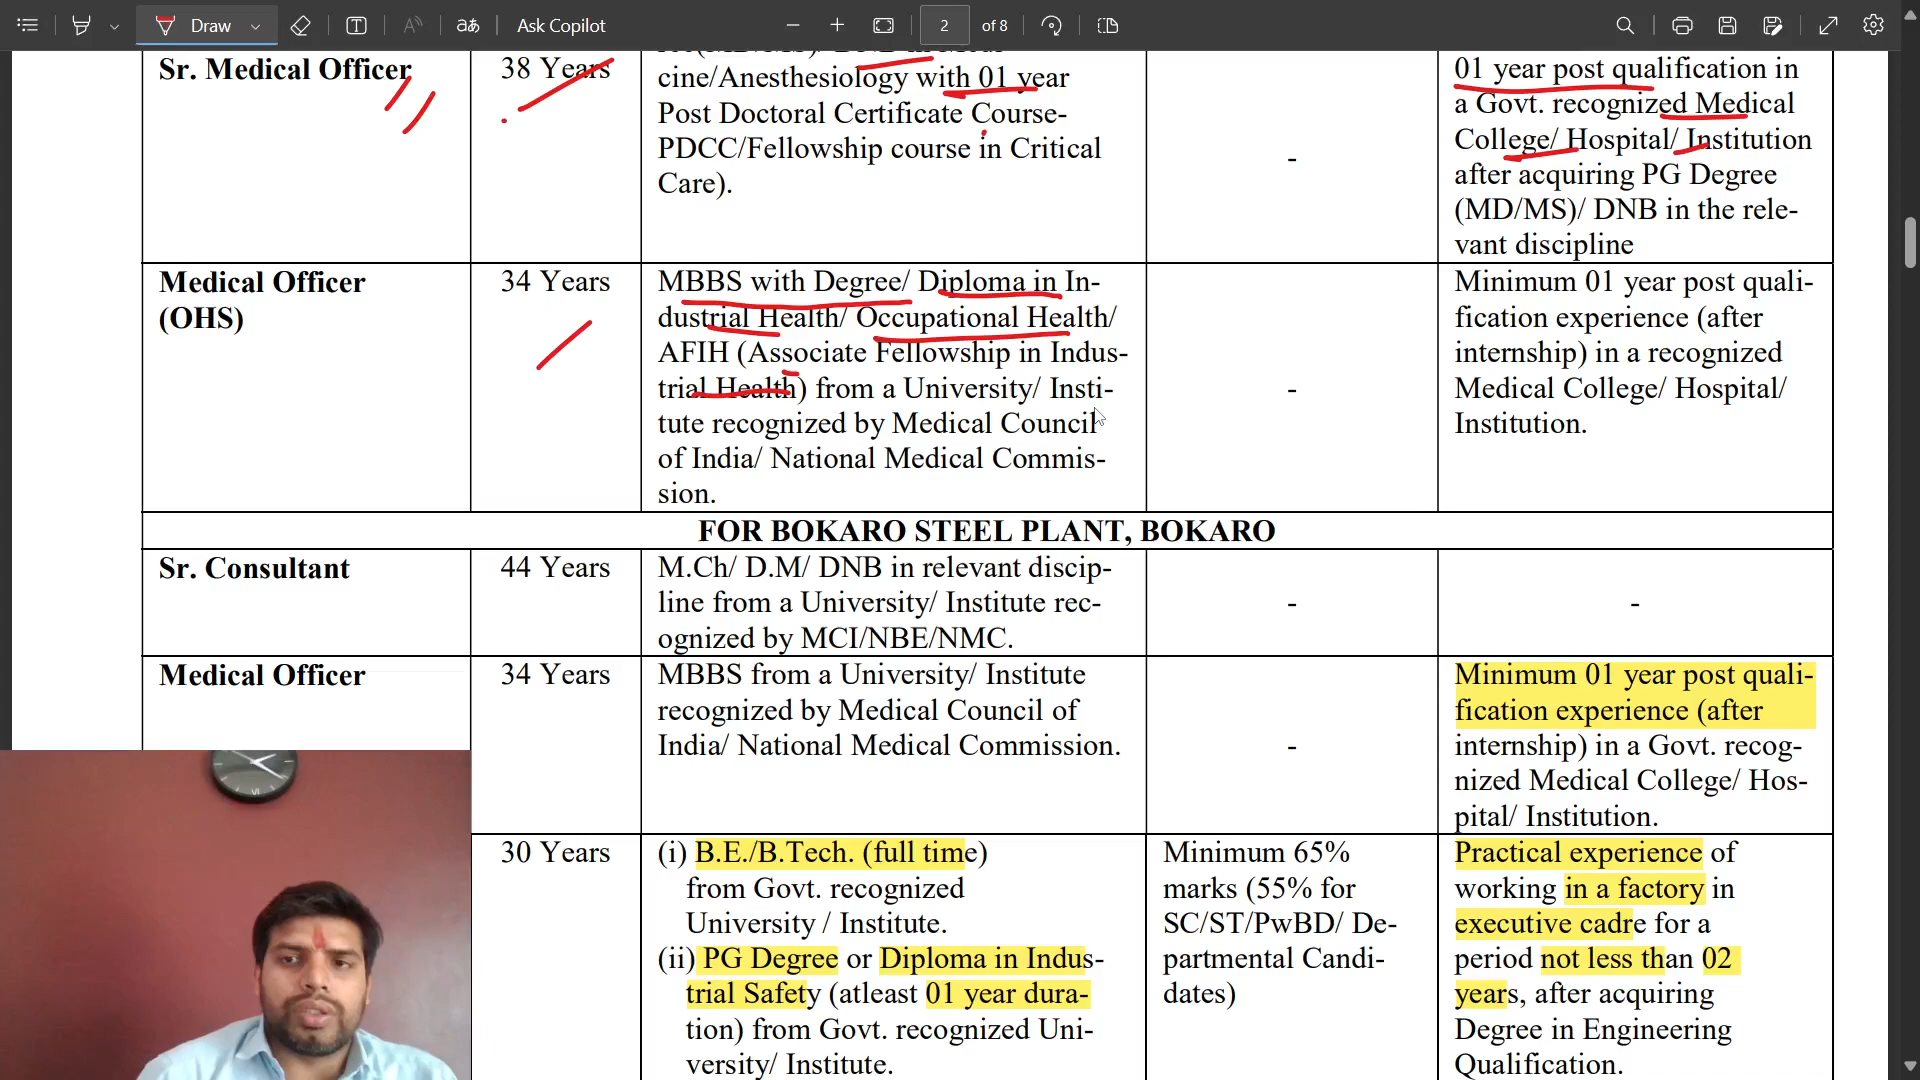 Draw
Ask Copilot
2 of 8
Sr. Medical Officer
38 Years
cine/Anesthesiology with 01 year
Post Doctoral Certificate Course-
PDCC/Fellowship course in Critical
Care).
-
01 year post qualification in
a Govt. recognized Medical
College/ Hospital/ Institution
after acquiring PG Degree
(MD/MS)/ DNB in the rele-
vant discipline
Medical Officer
(OHS)
34 Years
MBBS with Degree/ Diploma in In-
dustrial Health/ Occupational Health/
AFIH (Associate Fellowship in Indus-
trial Health) from a University/ Insti-
tute recognized by Medical Council
of India/ National Medical Commis-
sion.
-
Minimum 01 year post quali-
fication experience (after
internship) in a recognized
Medical College/ Hospital/
Institution.
FOR BOKARO STEEL PLANT, BOKARO
Sr. Consultant
44 Years
M.Ch/ D.M/ DNB in relevant discip-
line from a University/ Institute rec-
ognized by MCI/NBE/NMC.
-
-
Medical Officer
34 Years
MBBS from a University/ Institute
recognized by Medical Council of
India/ National Medical Commission.
-
Minimum 01 year post quali-
fication experience (after
internship) in a Govt. recog-
nized Medical College/ Hos-
pital/ Institution.
30 Years
(i) B.E./B.Tech. (full time)
from Govt. recognized
University / Institute.
(ii) PG Degree or Diploma in Indus-
trial Safety (atleast 01 year dura-
tion) from Govt. recognized Uni-
versity/ Institute.
Minimum 65%
marks (55% for
SC/ST/PwBD/ De-
partmental Candi-
dates)
Practical experience of
working in a factory in
executive cadre for a
period not less than 02
years, after acquiring
Degree in Engineering
Qualification.